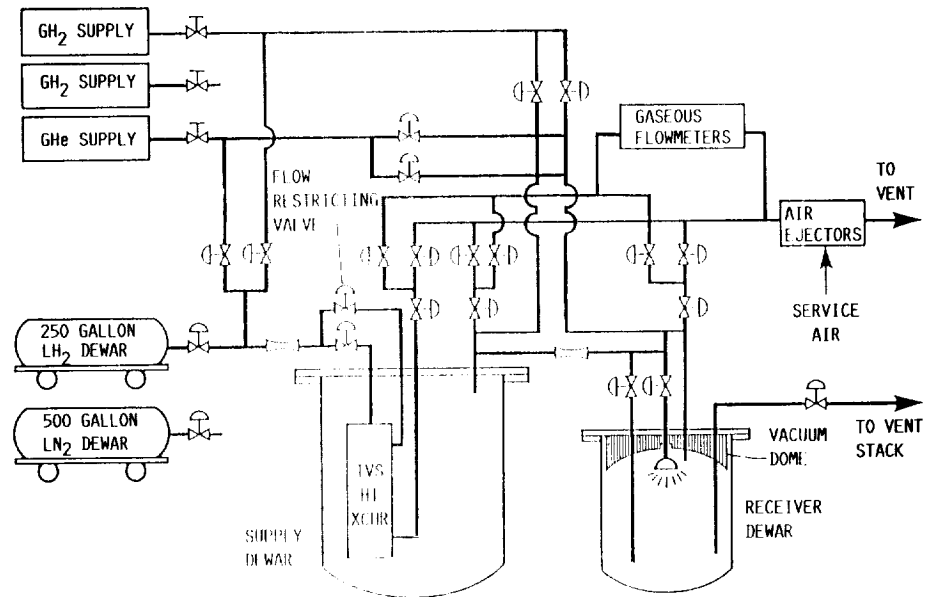 GH2 SUPPLY
GH2 SUPPLY
GHe SUPPLY
FLOW
RESTRICTING
VALVE
GASEOUS
FLOWMETERS
TO
VENT
AIR
EJECTORS
SERVICE
AIR
250 GALLON
LH2 DEWAR
500 GALLON
LN2 DEWAR
TVS
HT
XCHR
SUPPLY
DEWAR
VACUUM
DOME
TO VENT
STACK
RECEIVER
DEWAR